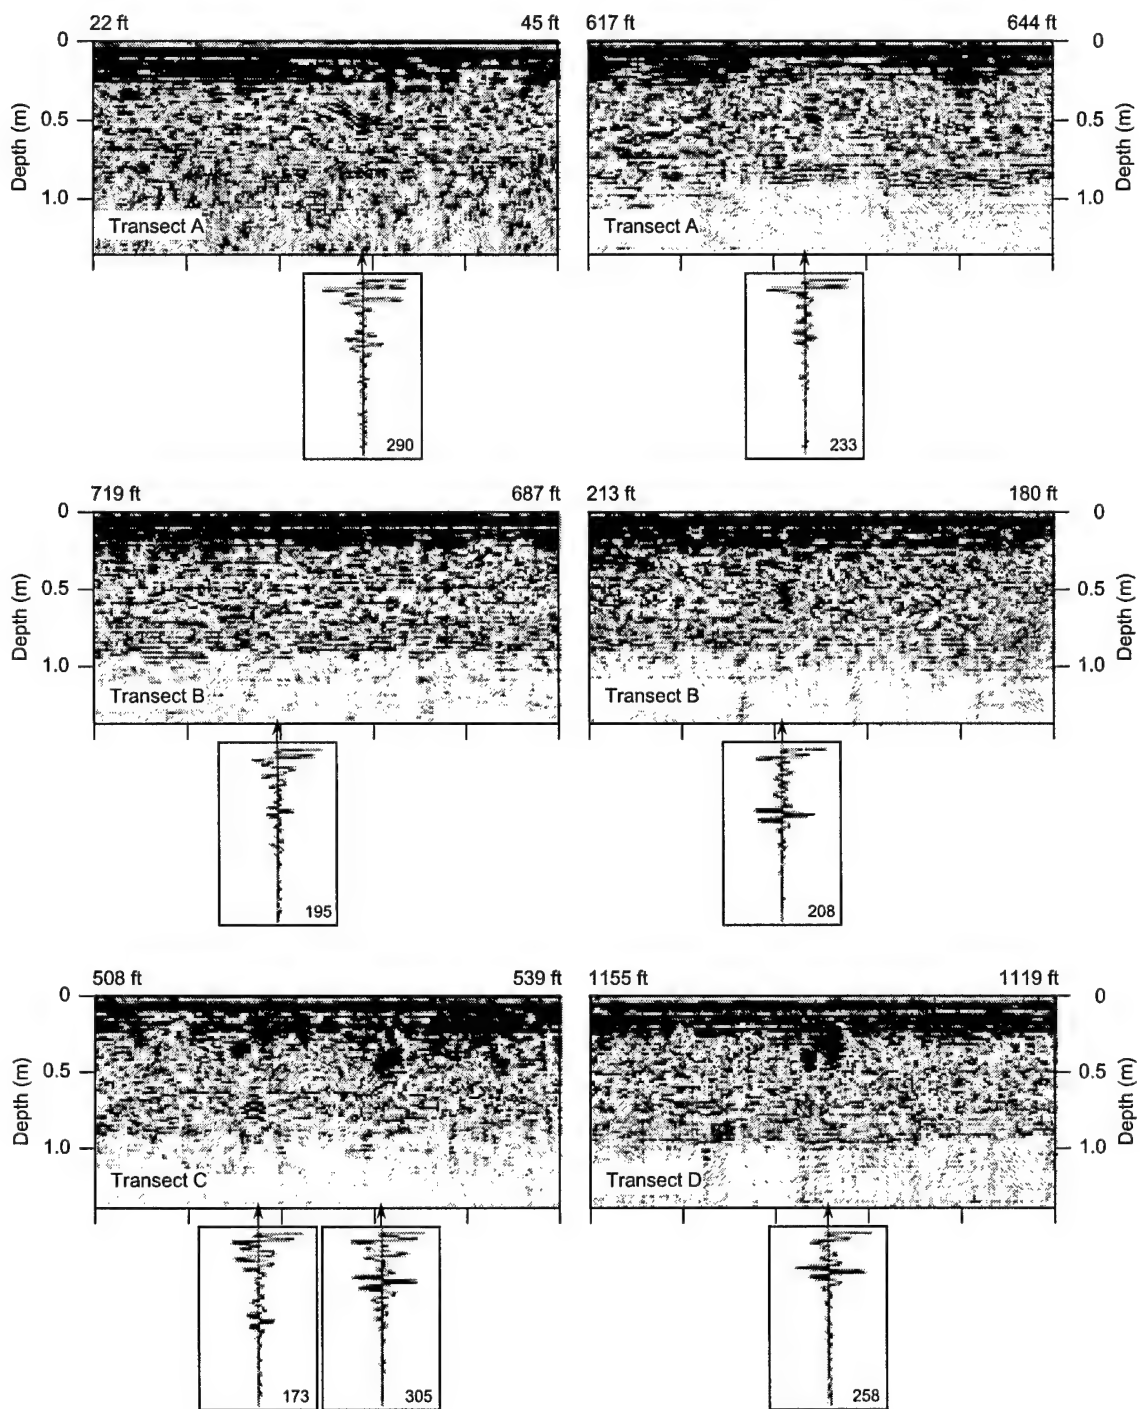 22 ft 45 ft 617 ft 644 ft
0 0
Depth (m) 0.5 0.5 Depth (m)
1.0 1.0
Transect A Transect A
290 233
719 ft 687 ft 213 ft 180 ft
0 0
Depth (m) 0.5 0.5 Depth (m)
1.0 1.0
Transect B Transect B
195 208
508 ft 539 ft 1155 ft 1119 ft
0 0
Depth (m) 0.5 0.5 Depth (m)
1.0 1.0
Transect C Transect D
173 305 258